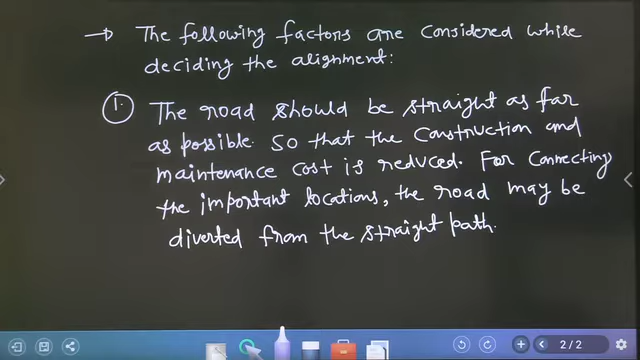 → The following factors are considered while
deciding the alignment:
① The road should be straight as far
as possible so that the construction and
maintenance cost is reduced. For connecting
the important locations, the road may be
diverted from the straight path.
2/2